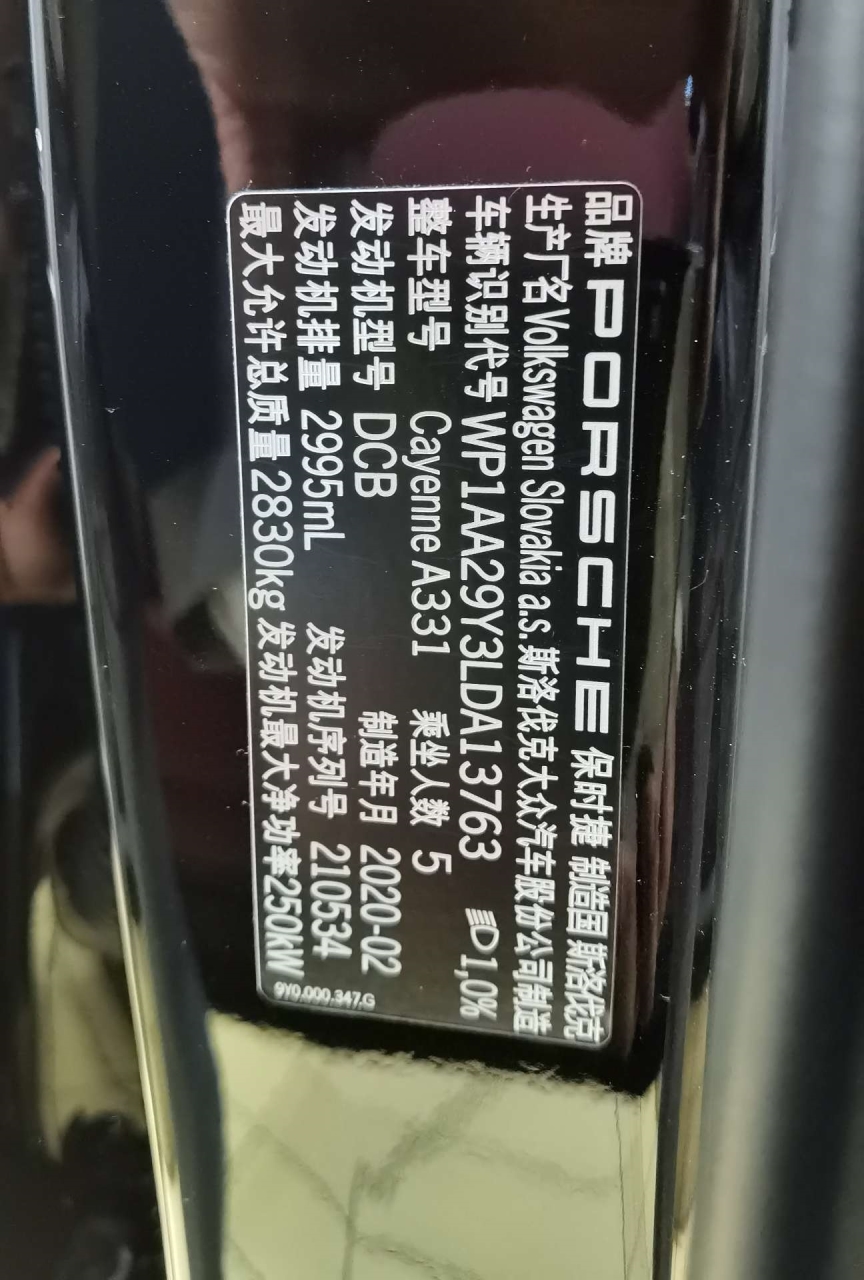 品牌 PORSCHE 保时捷 制造国 斯洛伐克
生产厂名 Volkswagen Slovakia a.s. 斯洛伐克大众汽车股份公司制造
车辆识别代号 WP1AA29Y3LDA13763 1,0%
整车型号 Cayenne A331 乘坐人数 5
发动机型号 DCB 制造年月 2020-02
发动机排量 2995mL 发动机序列号 210534
最大允许总质量 2830kg 发动机最大净功率 250kW
9Y0.000.347.G